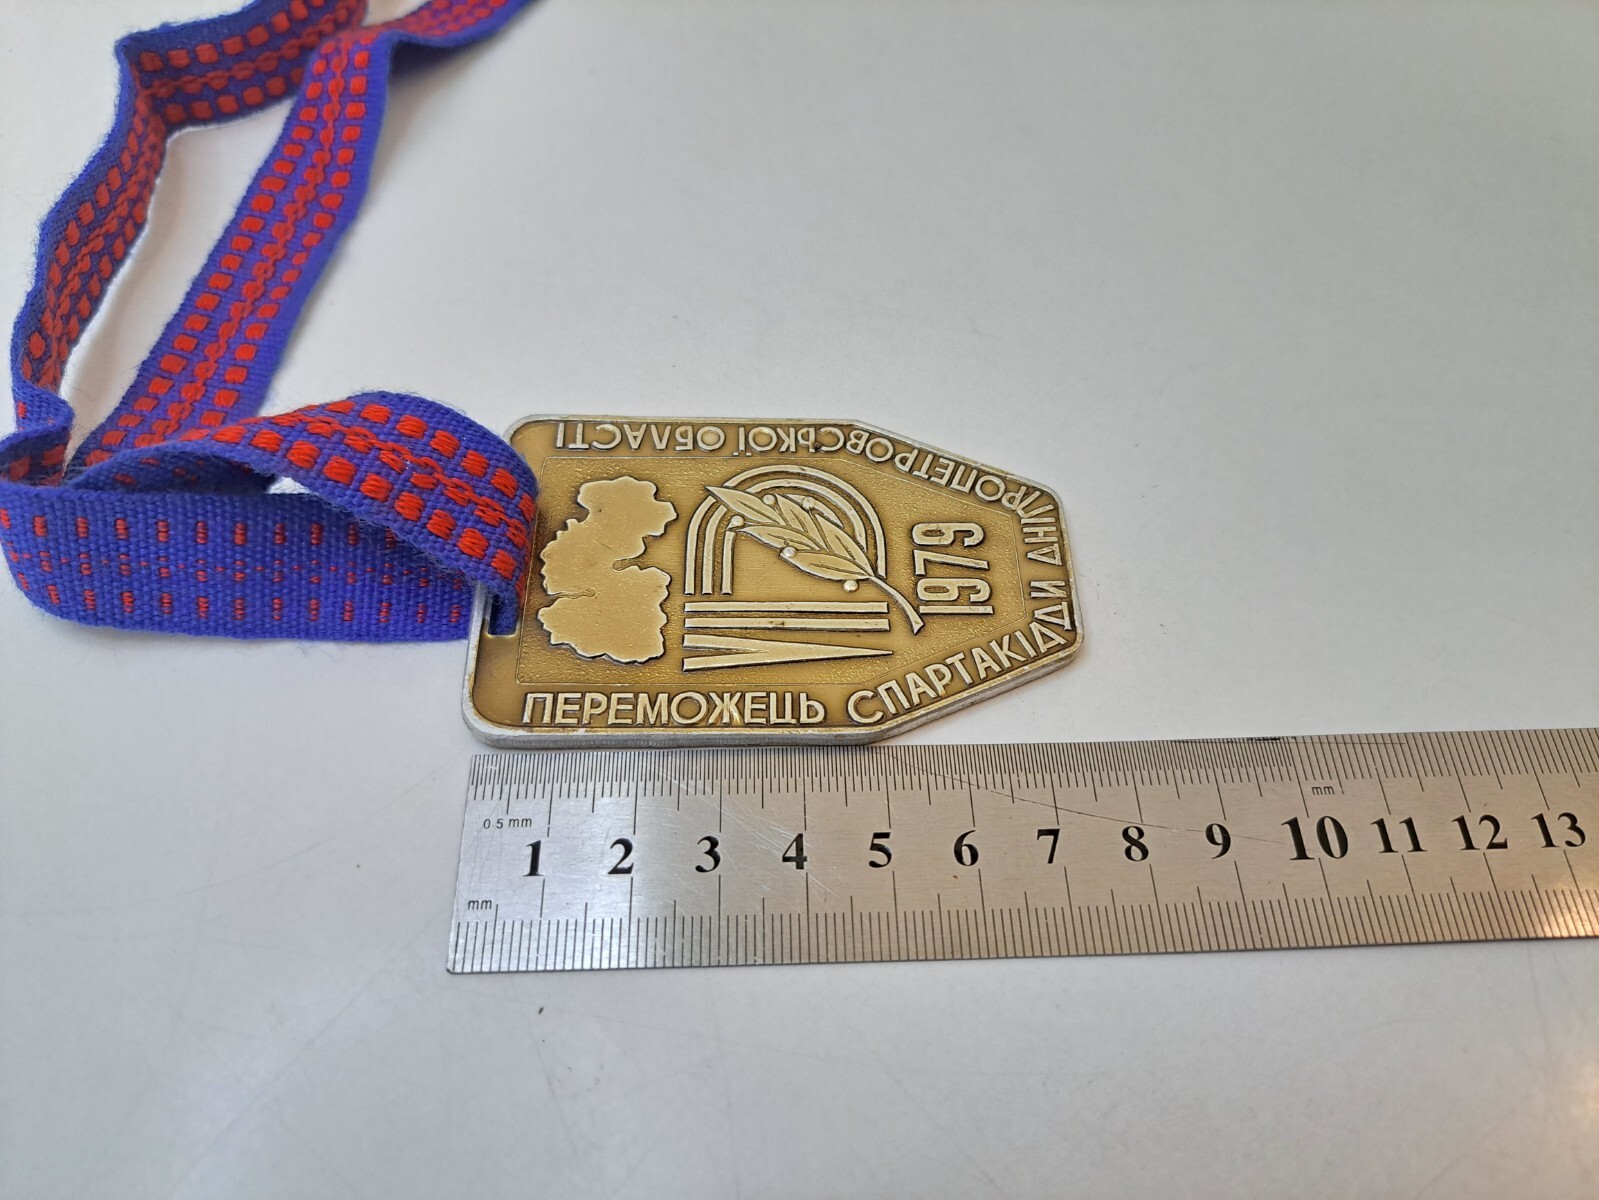 ПЕРЕМОЖЕЦЬ СПАРТАКІАДИ ДНІПРОПЕТРОВСЬКОЇ ОБЛАСТІ
VII
1979
0.5 mm
mm
1 2 3 4 5 6 7 8 9 10 11 12 13
mm